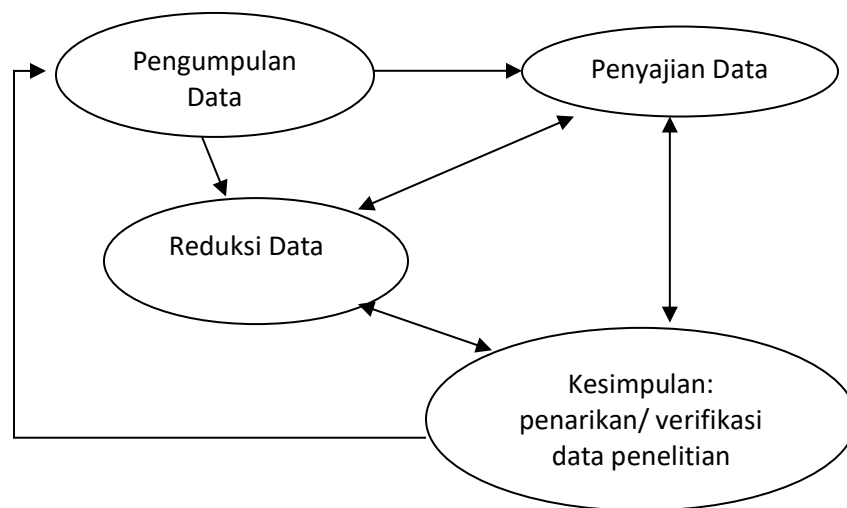 Pengumpulan
Data
Penyajian Data
Reduksi Data
Kesimpulan:
penarikan/ verifikasi
data penelitian